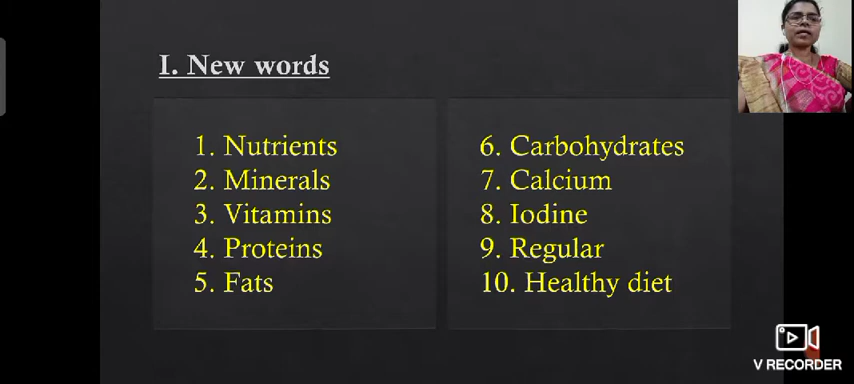 I. New words
1. Nutrients
2. Minerals
3. Vitamins
4. Proteins
5. Fats
6. Carbohydrates
7. Calcium
8. Iodine
9. Regular
10. Healthy diet
V RECORDER